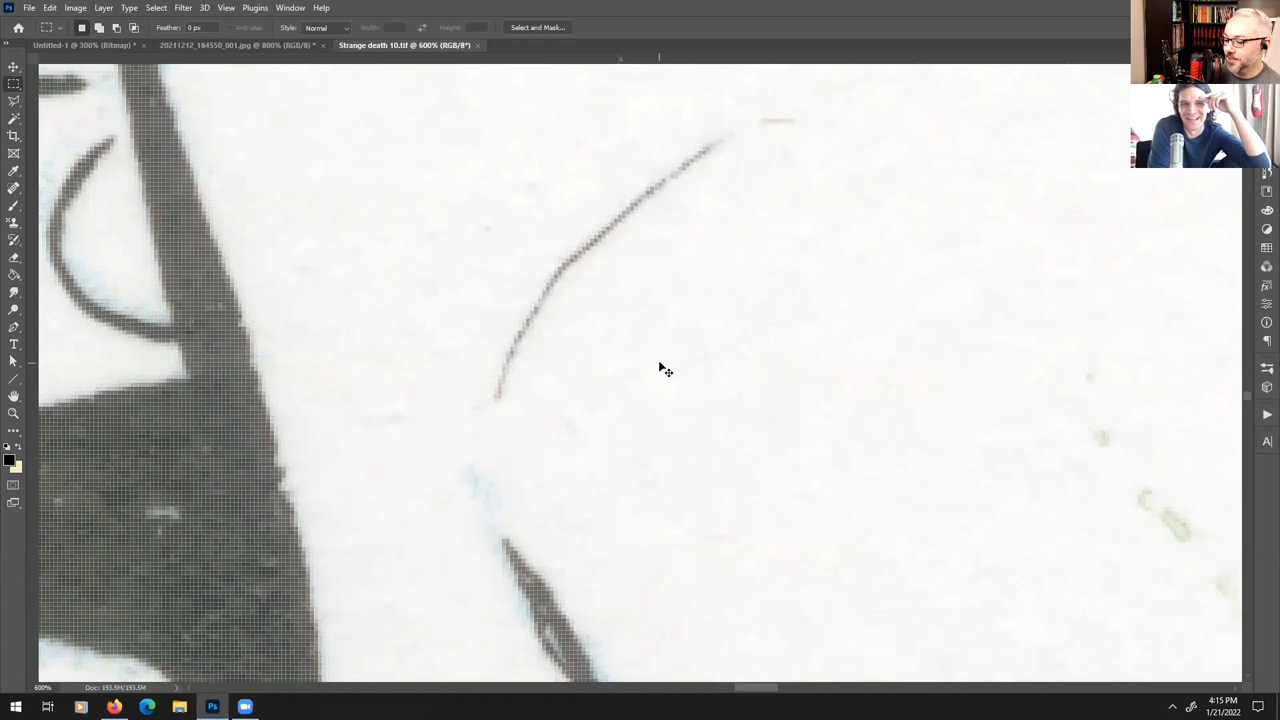 File Edit Image Layer Type Select Filter 3D View Plugins Window Help
Feather: 0 px Anti-alias Style: Normal Width: Height: Select and Mask...
Untitled-1 @ 300% (Bitmap) * × 20211212_184550_001.jpg @ 800% (RGB/8) * × Strange death 10.tif @ 600% (RGB/8*) ×
600% Doc: 193.5M/193.5M
4:15 PM
1/21/2022